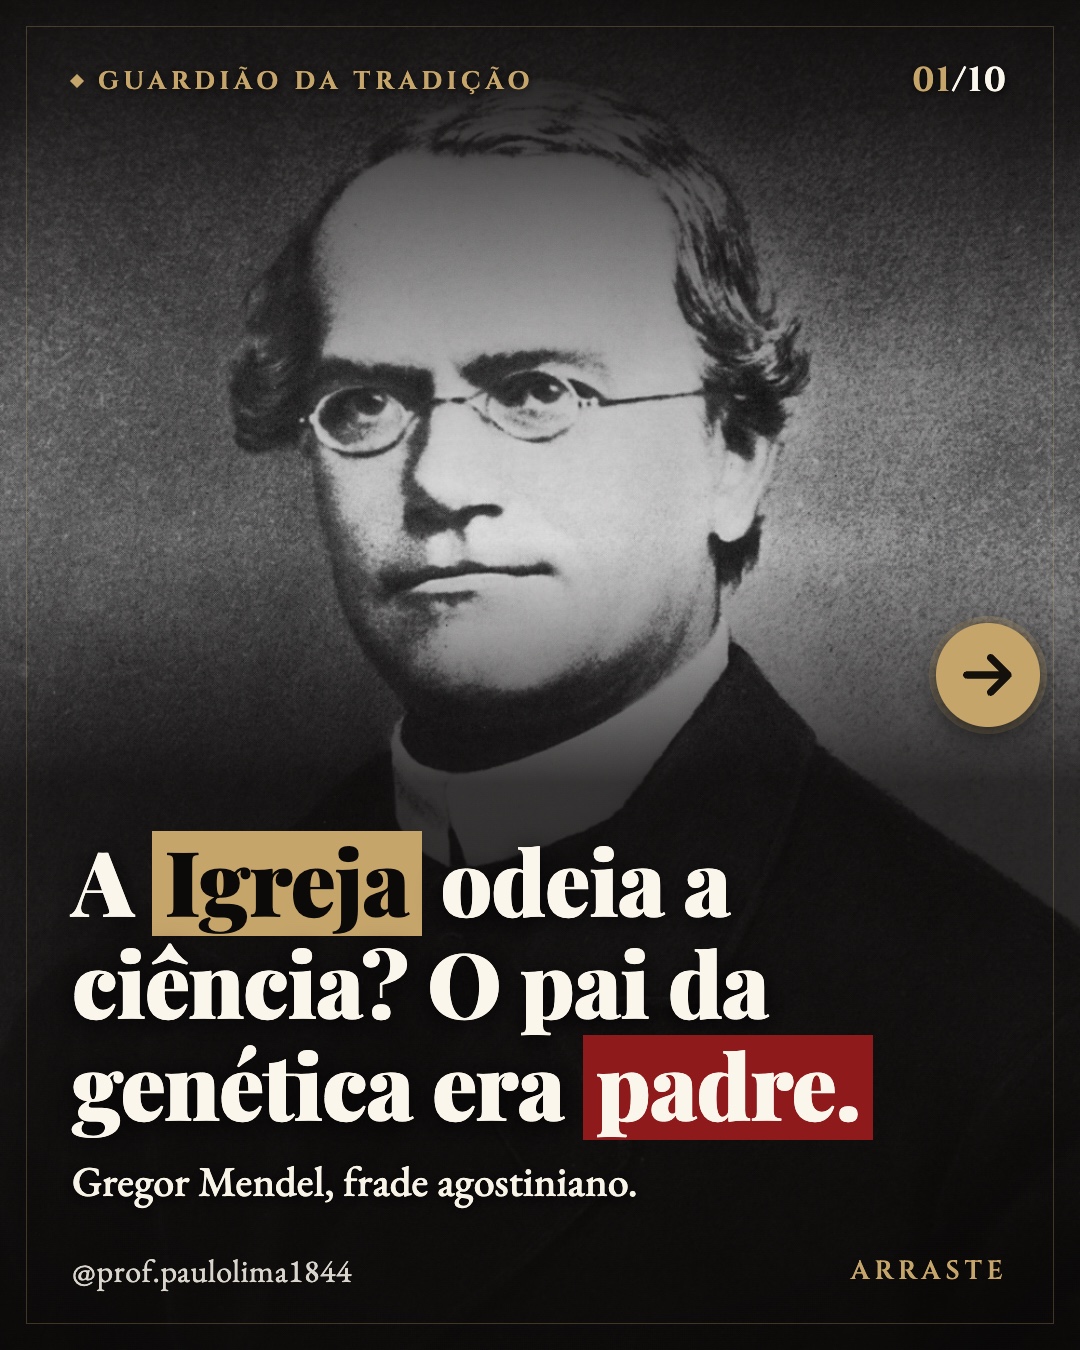 GUARDIÃO DA TRADIÇÃO
01/10
A Igreja odeia a
ciência? O pai da
genética era padre.
Gregor Mendel, frade agostiniano.
@prof.paulolima1844
ARRASTE